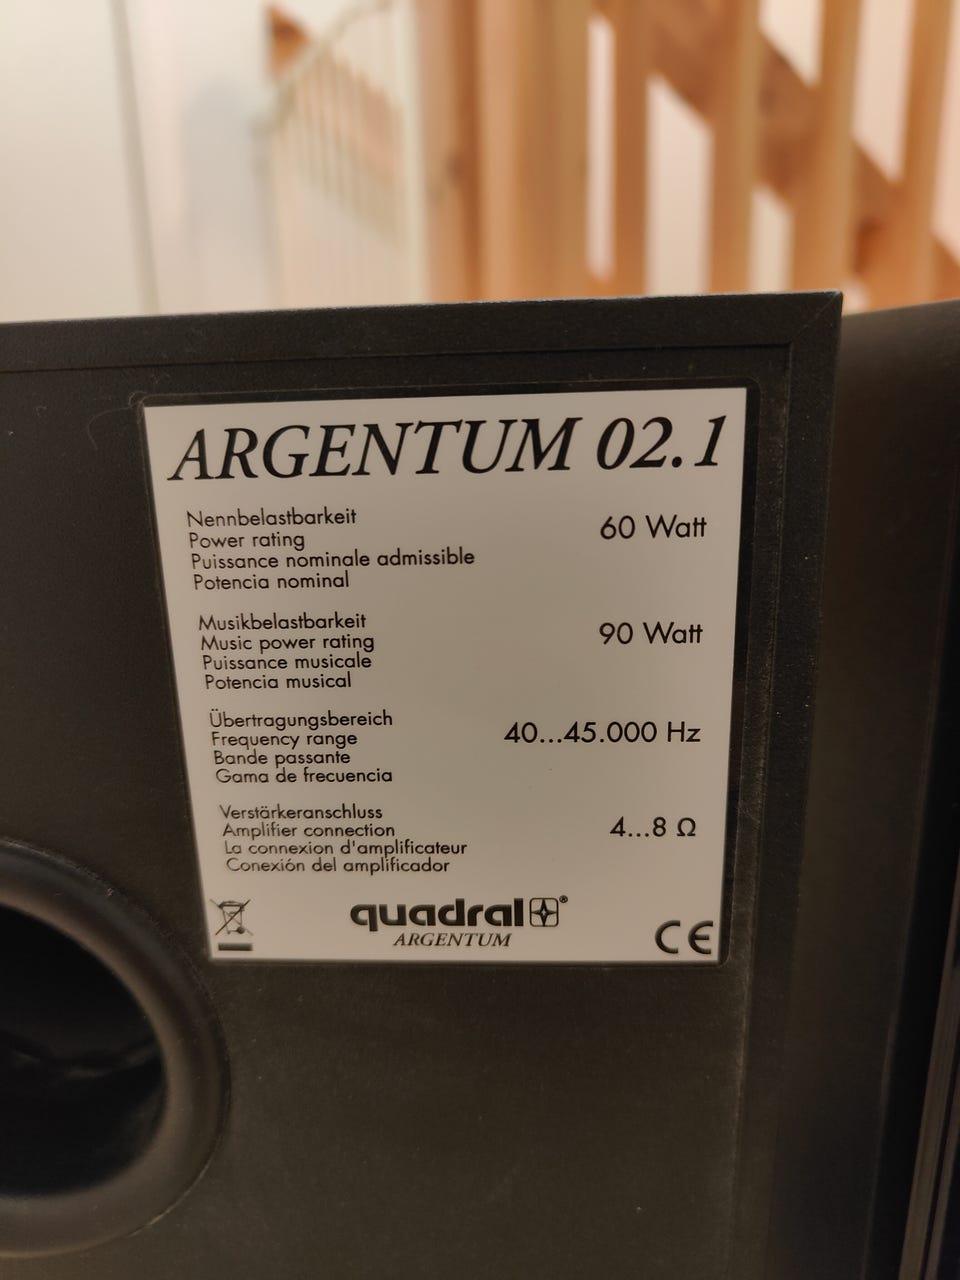 ARGENTUM 02.1
Nennbelastbarkeit
Power rating
Puissance nominale admissible
Potencia nominal
60 Watt
Musikbelastbarkeit
Music power rating
Puissance musicale
Potencia musical
90 Watt
Übertragungsbereich
Frequency range
Bande passante
Gama de frecuencia
40...45.000 Hz
Verstärkeranschluss
Amplifier connection
La connexion d'amplificateur
Conexión del amplificador
4...8 Ω
quadral®
ARGENTUM
CE